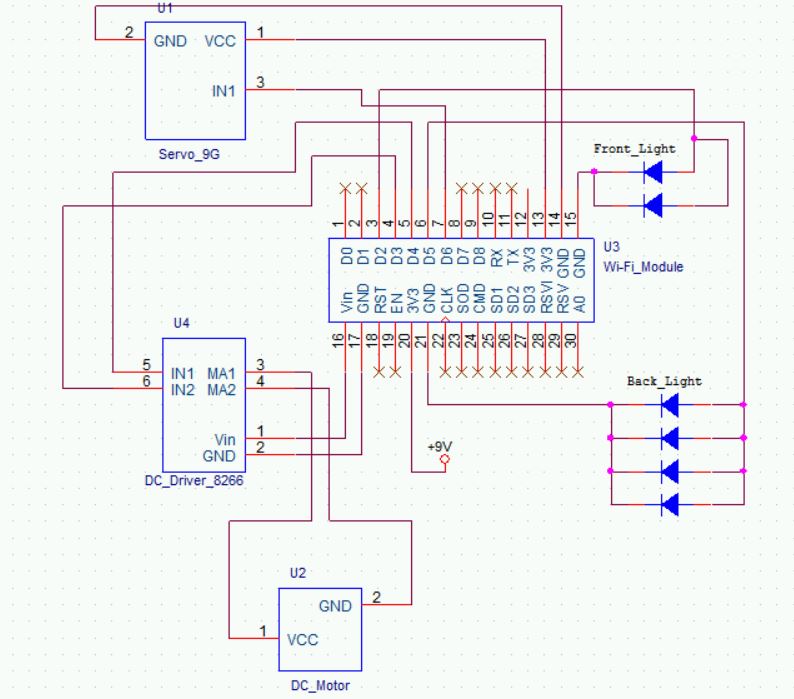 U1
2 GND VCC 1
IN1 3
Servo_9G
Front_Light
1 2 3 4 5 6 7 8 9 10 11 12 13 14 15
D0 D1 D2 D3 D4 D5 D6 D7 D8 RX TX 3V3 3V3 GND GND
U3
Wi-Fi_Module
Vin GND RST EN 3V3 GND CLK SOD CMD SD1 SD2 SD3 RSVI RSV A0
16 17 18 19 20 21 22 23 24 25 26 27 28 29 30
U4
5 IN1 MA1 3
6 IN2 MA2 4
Vin 1
GND 2
DC_Driver_8266
Back_Light
+9V
U2
GND 2
1 VCC
DC_Motor